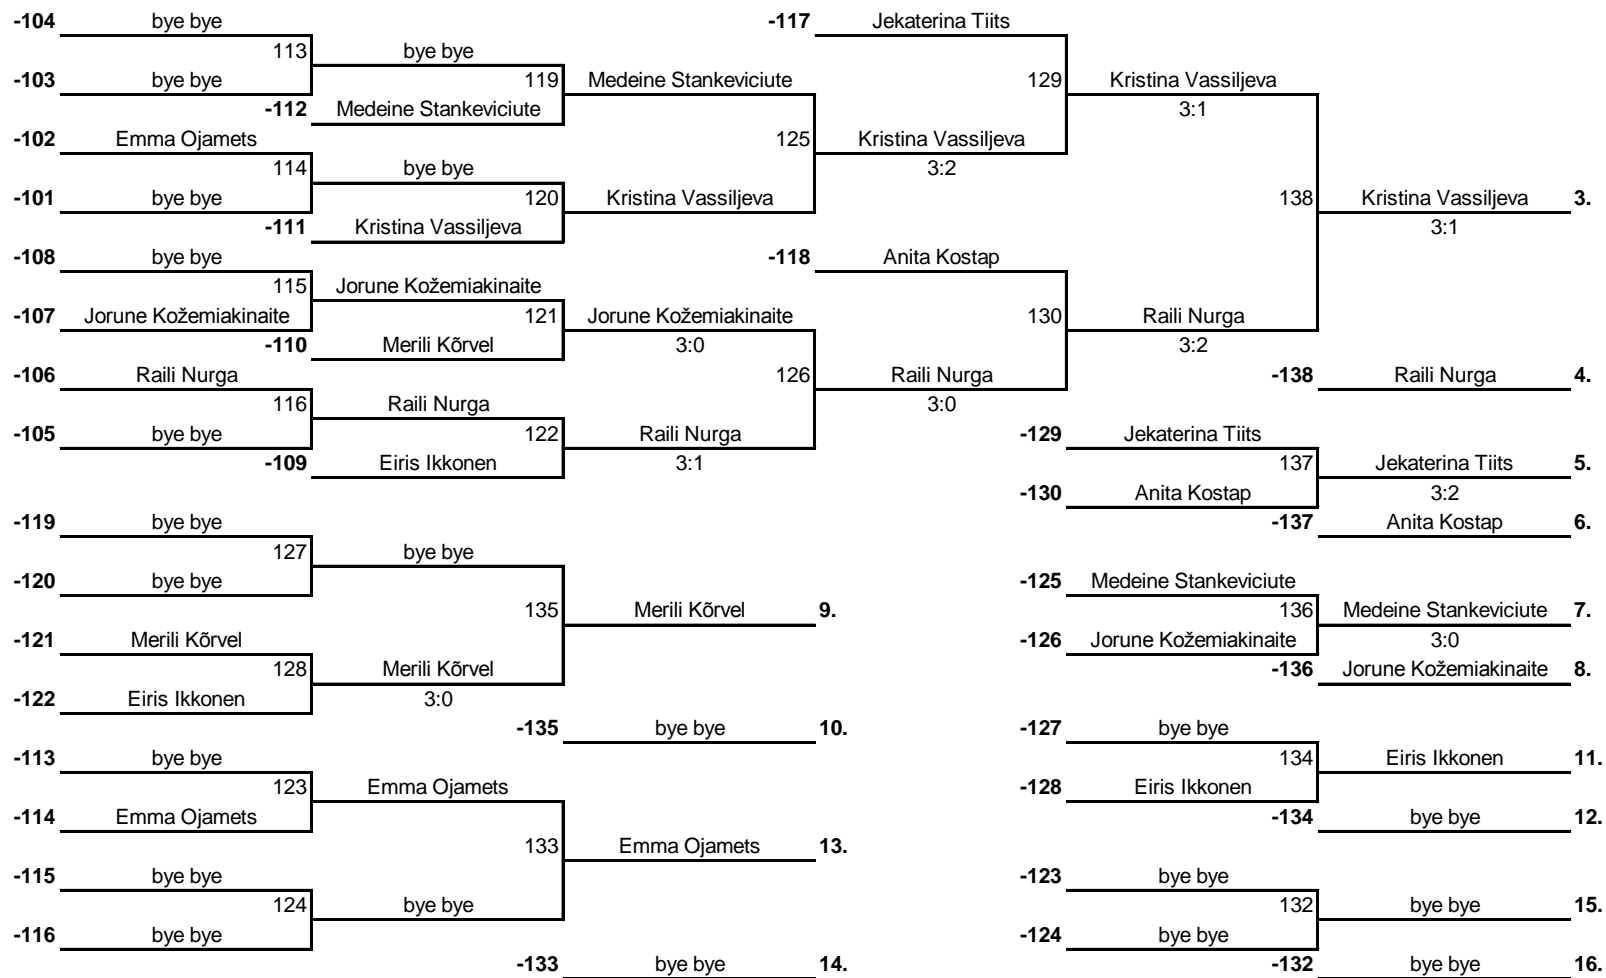 -104 bye bye -117 Jekaterina Tiits
113 bye bye
-103 bye bye 119 Medeine Stankeviciute 129 Kristina Vassiljeva
-112 Medeine Stankeviciute 3:1
-102 Emma Ojamets 125 Kristina Vassiljeva
114 bye bye 3:2
-101 bye bye 120 Kristina Vassiljeva 138 Kristina Vassiljeva 3.
-111 Kristina Vassiljeva 3:1
-108 bye bye -118 Anita Kostap
115 Jorune Kožemiakinaite
-107 Jorune Kožemiakinaite 121 Jorune Kožemiakinaite 130 Raili Nurga
-110 Merili Kõrvel 3:0 3:2
-106 Raili Nurga 126 Raili Nurga -138 Raili Nurga 4.
116 Raili Nurga 3:0
-105 bye bye 122 Raili Nurga -129 Jekaterina Tiits
-109 Eiris Ikkonen 3:1 137 Jekaterina Tiits 5.
-130 Anita Kostap 3:2
-119 bye bye -137 Anita Kostap 6.
127 bye bye
-120 bye bye -125 Medeine Stankeviciute
135 Merili Kõrvel 9. 136 Medeine Stankeviciute 7.
-121 Merili Kõrvel -126 Jorune Kožemiakinaite 3:0
128 Merili Kõrvel -136 Jorune Kožemiakinaite 8.
-122 Eiris Ikkonen 3:0
-135 bye bye 10. -127 bye bye
-113 bye bye 134 Eiris Ikkonen 11.
123 Emma Ojamets -128 Eiris Ikkonen
-114 Emma Ojamets -134 bye bye 12.
133 Emma Ojamets 13.
-115 bye bye -123 bye bye
124 bye bye 132 bye bye 15.
-116 bye bye -124 bye bye
-133 bye bye 14. -132 bye bye 16.